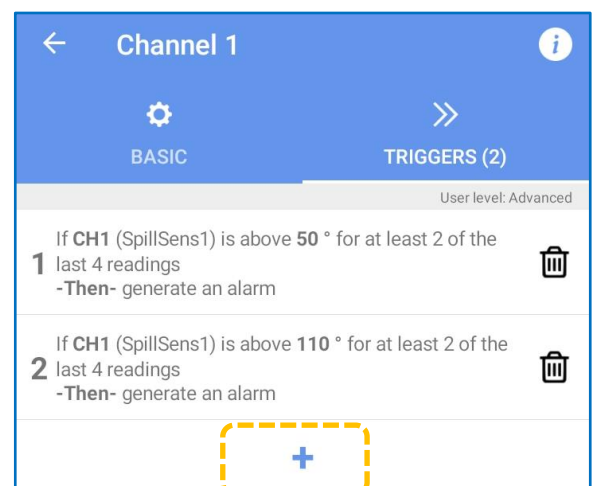 Channel 1
i
BASIC
TRIGGERS (2)
User level: Advanced
If CH1 (SpillSens1) is above 50 ° for at least 2 of the
1 last 4 readings
-Then- generate an alarm
If CH1 (SpillSens1) is above 110 ° for at least 2 of the
2 last 4 readings
-Then- generate an alarm
+